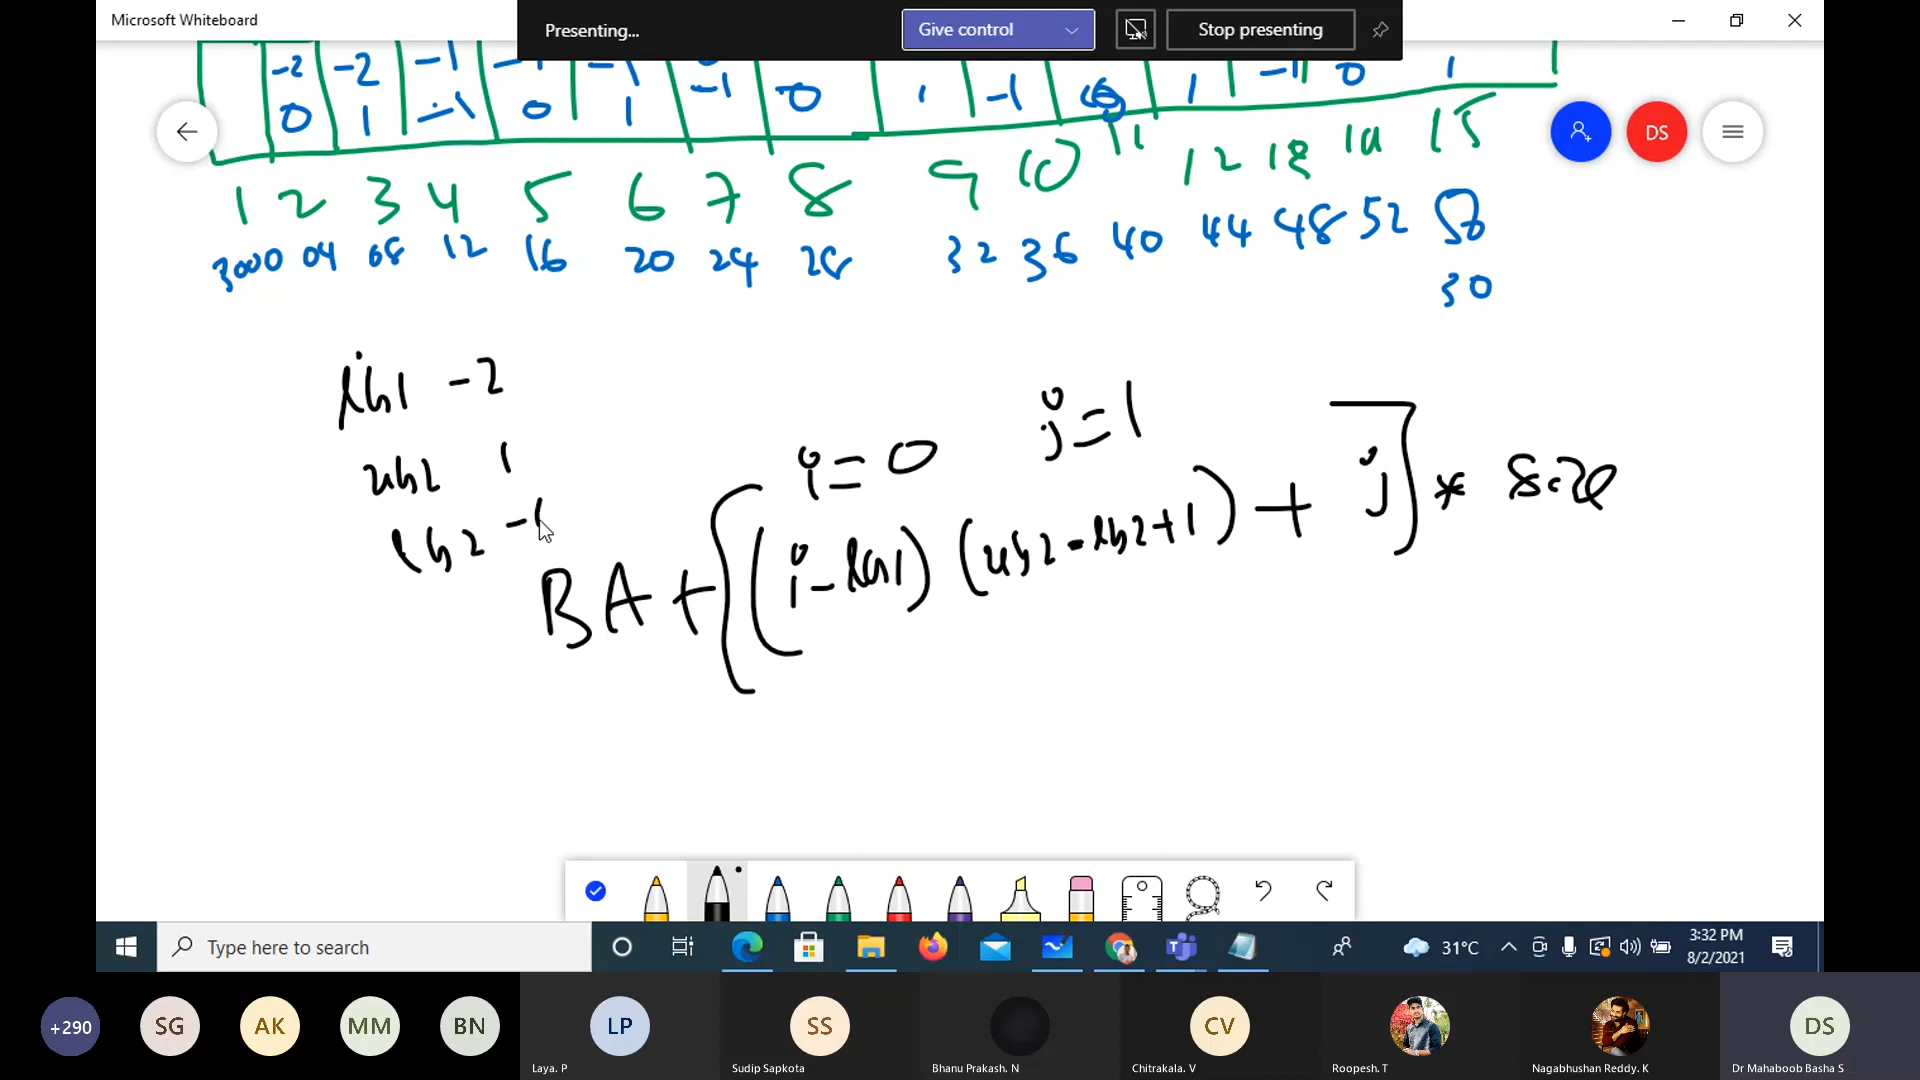 Microsoft Whiteboard
Presenting...
Give control
Stop presenting
-2 -2 -1 -1 -1 -1 0 1 -1 0 1 -1 0 1
0 1 -1 0 1
DS
1 2 3 4 5 6 7 8 9 10 11 12 13 14 15
3000 04 08 12 16 20 24 28 32 36 40 44 48 52 56
30
lb1 -2
ub2 1
lb2 -1
i=0 j=1
BA + [(i-lb1) (ub2-lb2+1) + j] * size
Type here to search
31°C
3:32 PM
8/2/2021
+290
SG
AK
MM
BN
LP
SS
CV
DS
Laya. P
Sudip Sapkota
Bhanu Prakash. N
Chitrakala. V
Roopesh. T
Nagabhushan Reddy. K
Dr Mahaboob Basha S